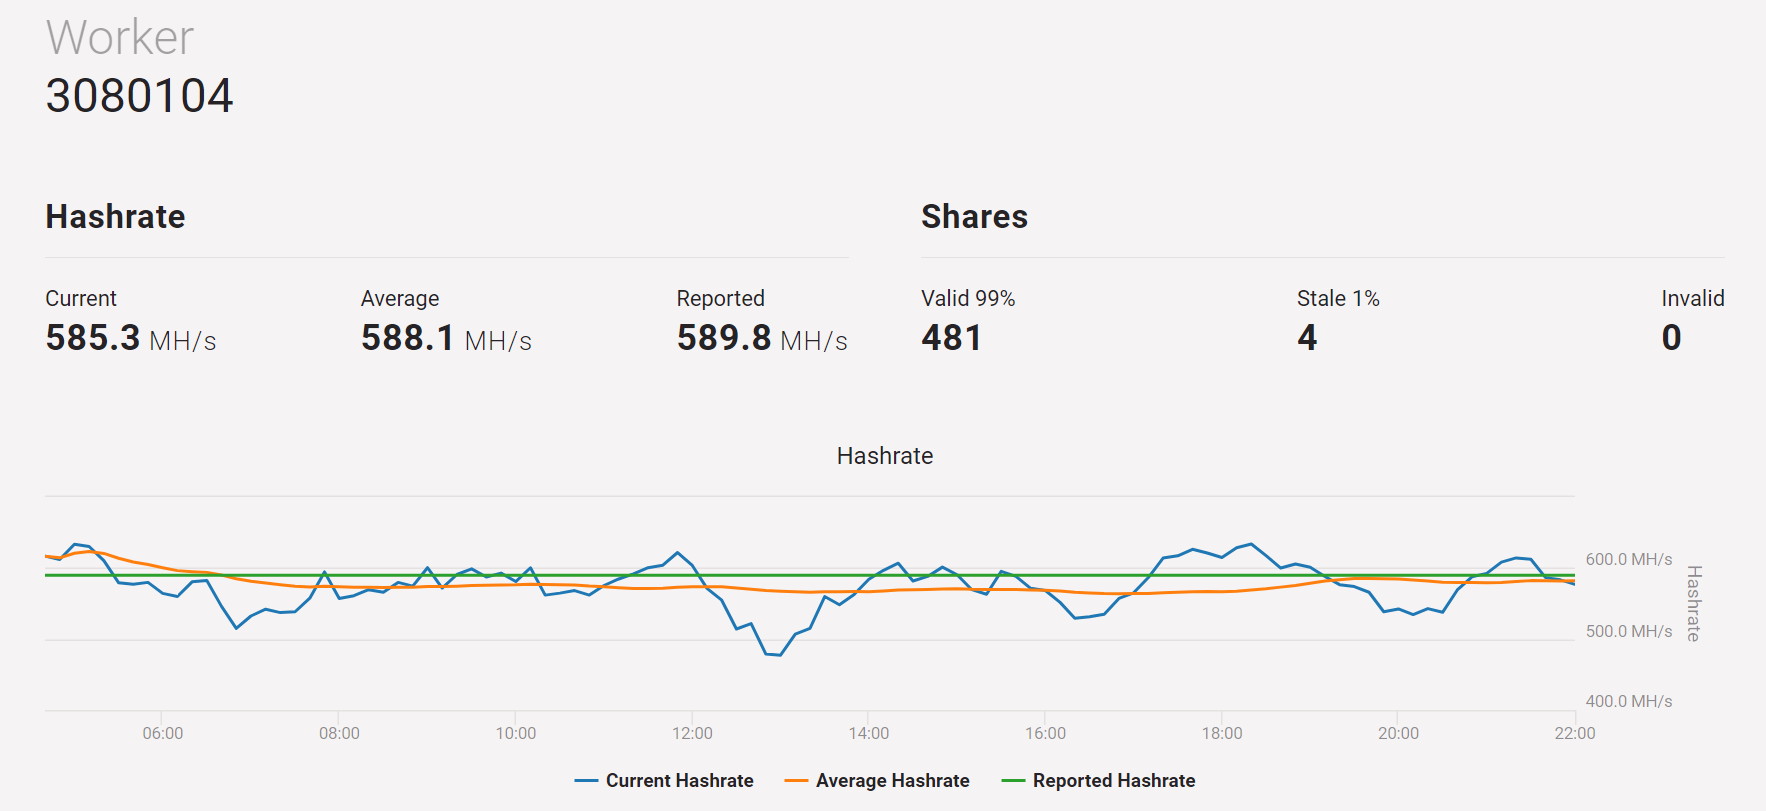 Worker
3080104
Hashrate
Shares
Current
Average
Reported
Valid 99%
Stale 1%
Invalid
585.3 MH/s
588.1 MH/s
589.8 MH/s
481
4
0
Hashrate
600.0 MH/s
500.0 MH/s
400.0 MH/s
Hashrate
06:00
08:00
10:00
12:00
14:00
16:00
18:00
20:00
22:00
Current Hashrate
Average Hashrate
Reported Hashrate